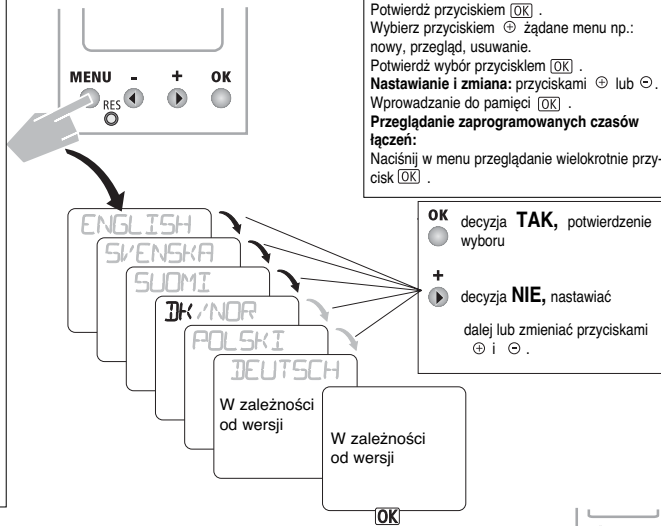 MENU - + OK
RES
Potwierdź przyciskiem OK .
Wybierz przyciskiem ⊕ żądane menu np.:
nowy, przegląd, usuwanie.
Potwierdź wybór przycisklem OK .
Nastawianie i zmiana: przyciskami ⊕ lub ⊖.
Wprowadzanie do pamięci OK .
Przeglądanie zaprogramowanych czasów
łączeń:
Naciśnij w menu przeglądanie wielokrotnie przy-
cisk OK .
OK decyzja TAK, potwierdzenie
wyboru
+
decyzja NIE, nastawiać
dalej lub zmieniać przyciskami
⊕ i ⊖ .
ENGLISH
SVENSKA
SUOMI
DK/NOR
POLSKI
DEUTSCH
W zależności
od wersji
W zależności
od wersji
OK